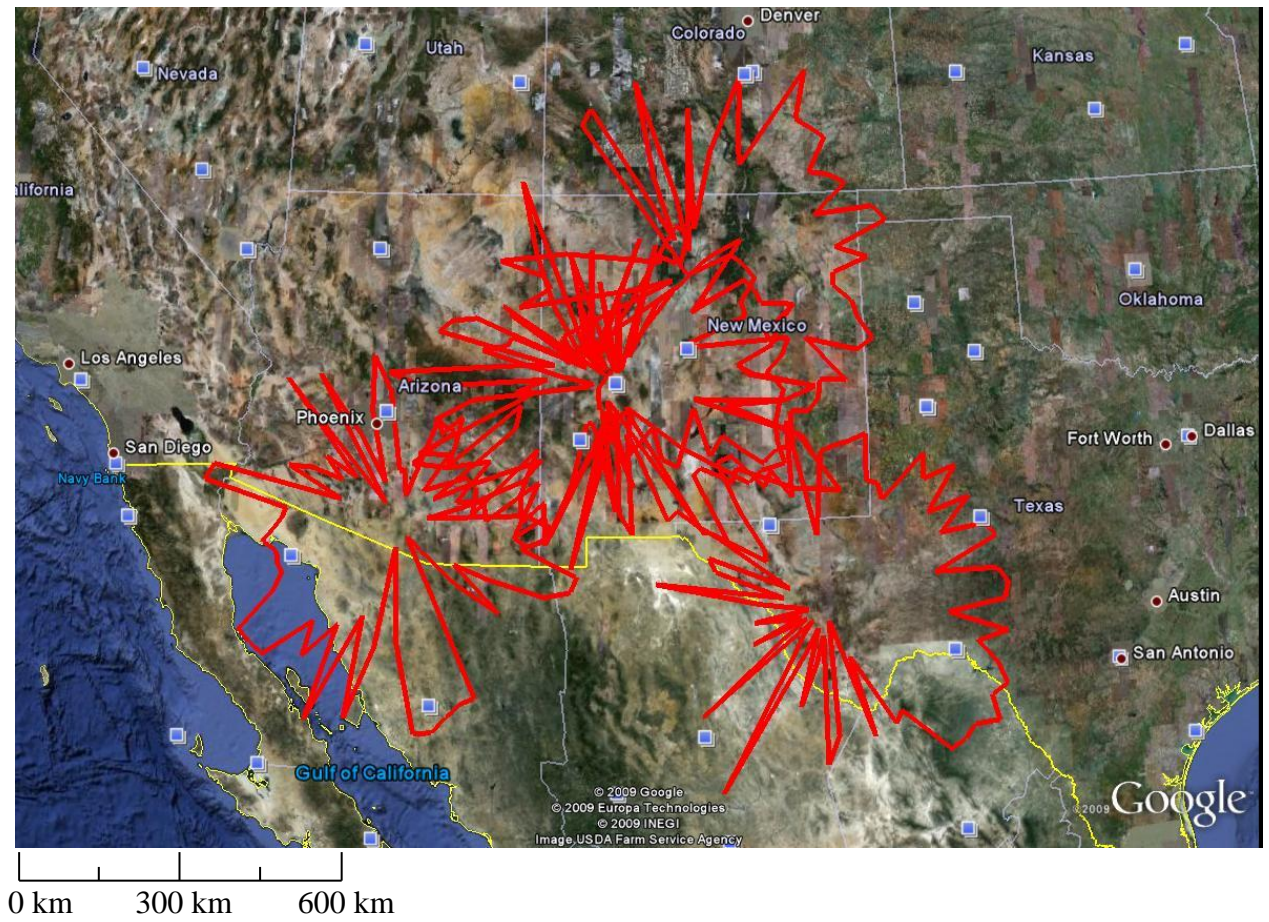 Denver
Colorado
Utah
Kansas
Nevada
alifornia
Oklahoma
New Mexico
Los Angeles
Arizona
Phoenix
Fort Worth
Dallas
San Diego
Navy Bank
Texas
Austin
San Antonio
Gulf of California
© 2009 Google
© 2009 Europa Technologies
© 2009 INEGI
Image USDA Farm Service Agency
©2009
Google
0 km 300 km 600 km